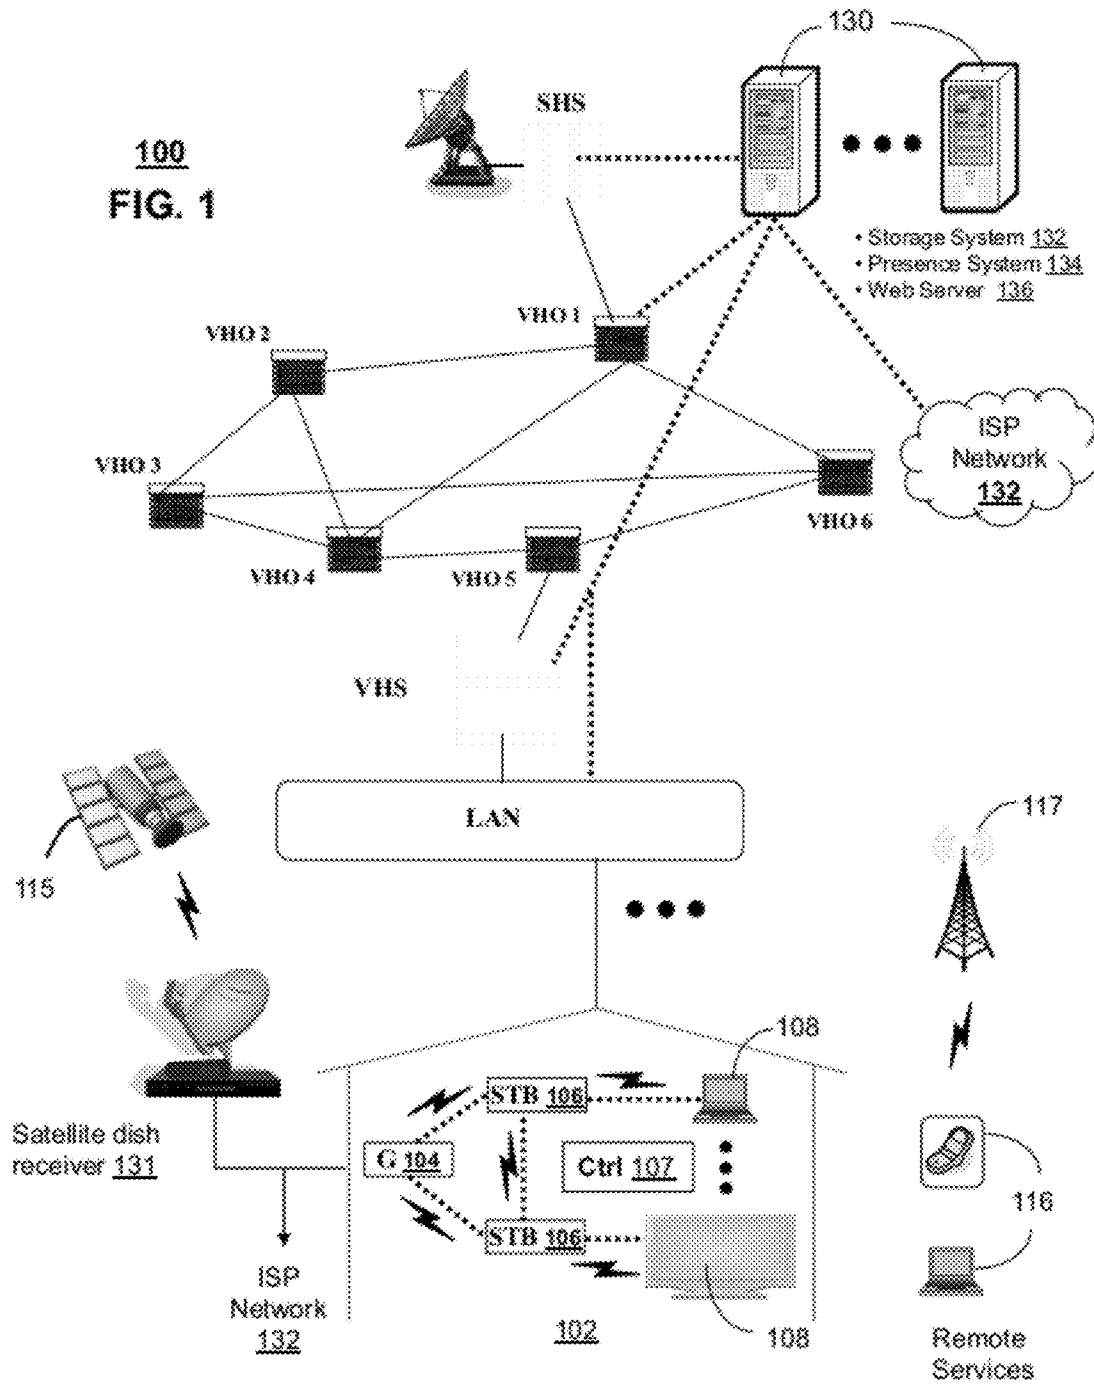 130
SHS
100
FIG. 1
• Storage System 132
• Presence System 134
• Web Server 136
VHO 1
VHO 2
ISP
Network
132
VHO 3
VHO 6
VHO 4
VHO 5
VHS
LAN
117
115
108
STB 106
Satellite dish
receiver 131
G 104
Ctrl 107
116
STB 106
ISP
Network
132
102
108
Remote
Services